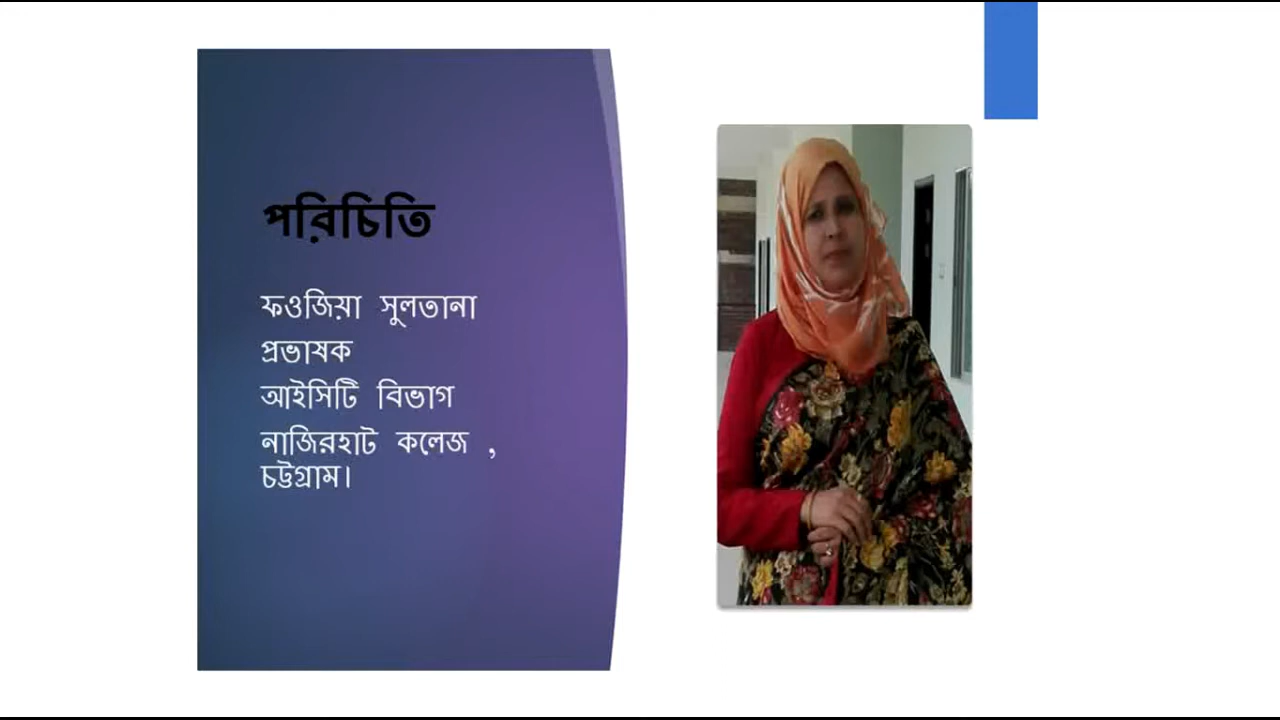 পরিচিতি
ফওজিয়া সুলতানা
প্রভাষক
আইসিটি বিভাগ
নাজিরহাট কলেজ ,
চট্টগ্রাম।